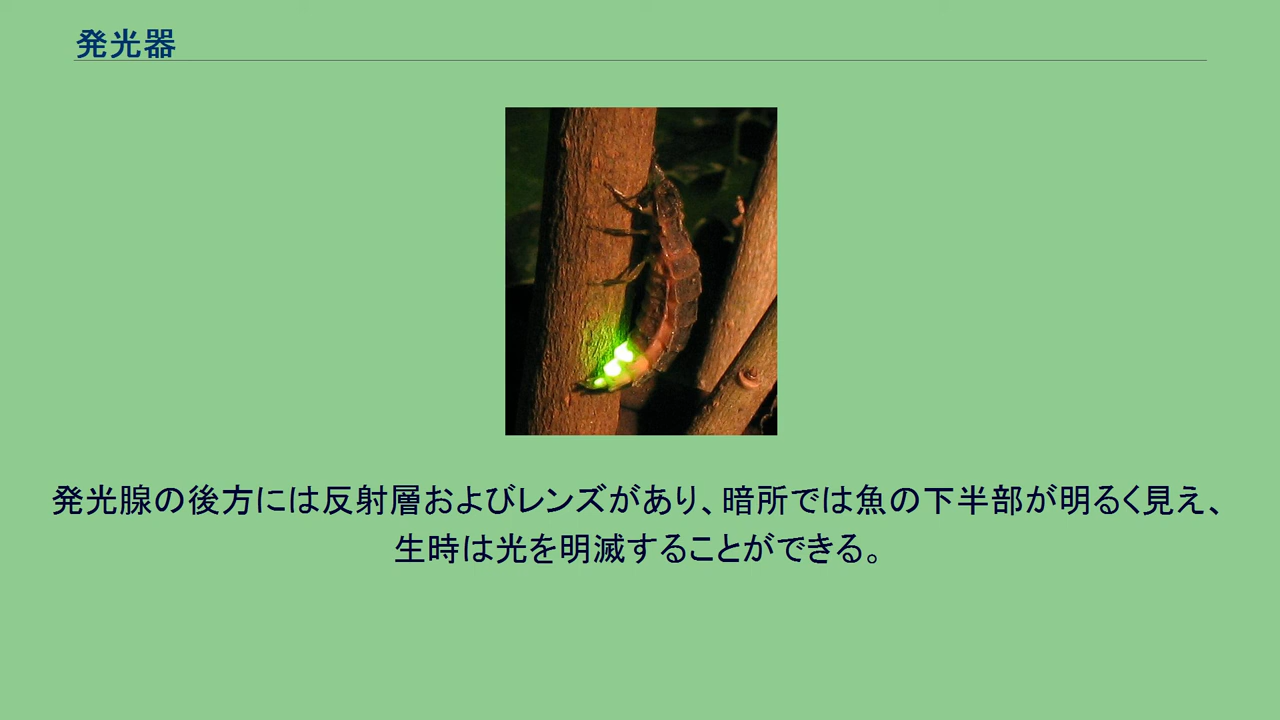 発光器
発光腺の後方には反射層およびレンズがあり、暗所では魚の下半部が明るく見え、
生時は光を明滅することができる。